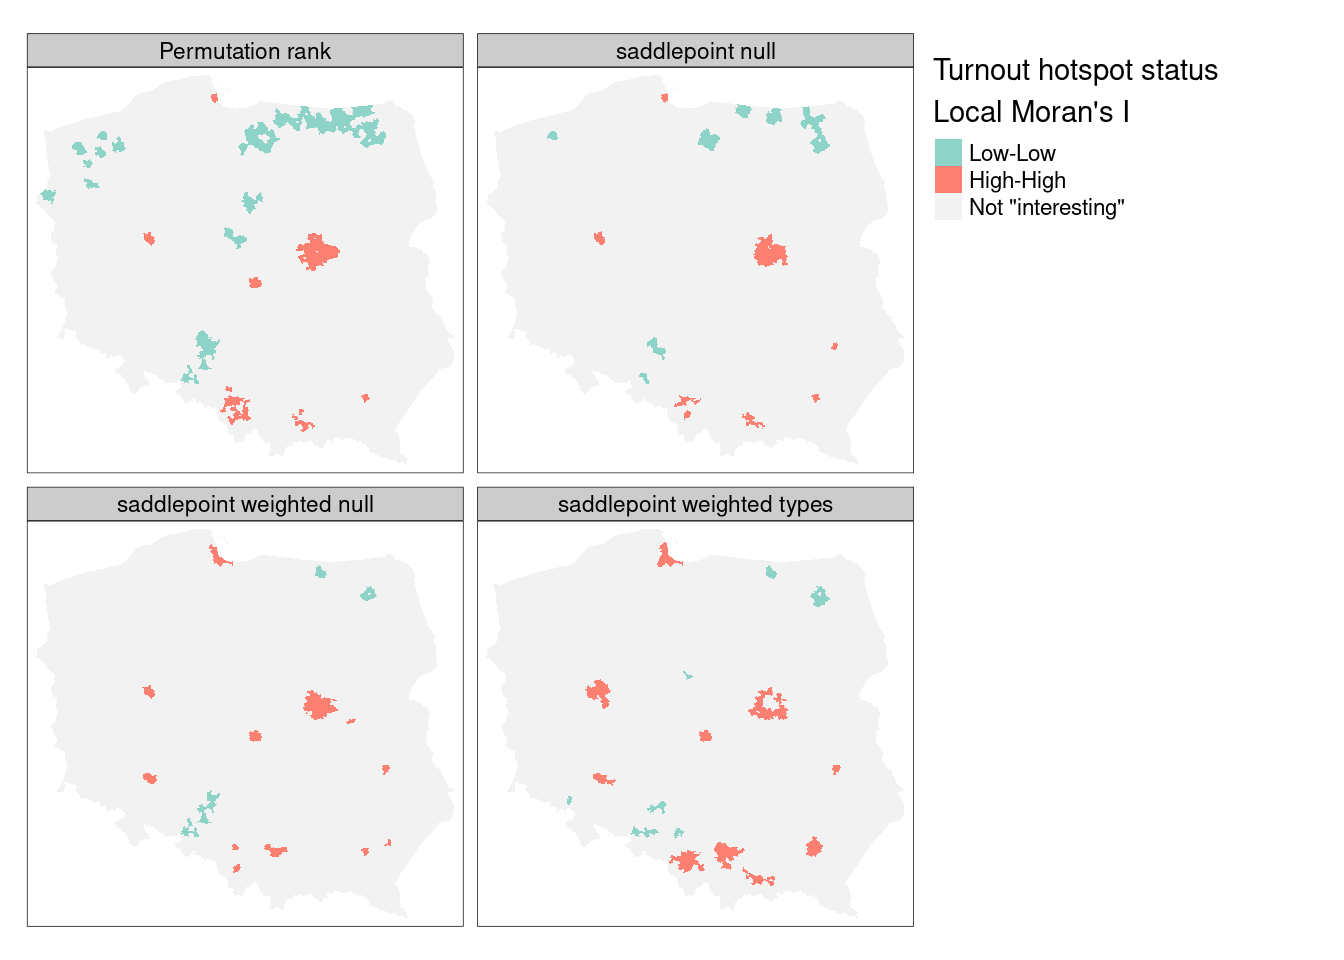 Permutation rank
saddlepoint null
Turnout hotspot status
Local Moran's I
Low-Low
High-High
Not "interesting"
saddlepoint weighted null
saddlepoint weighted types